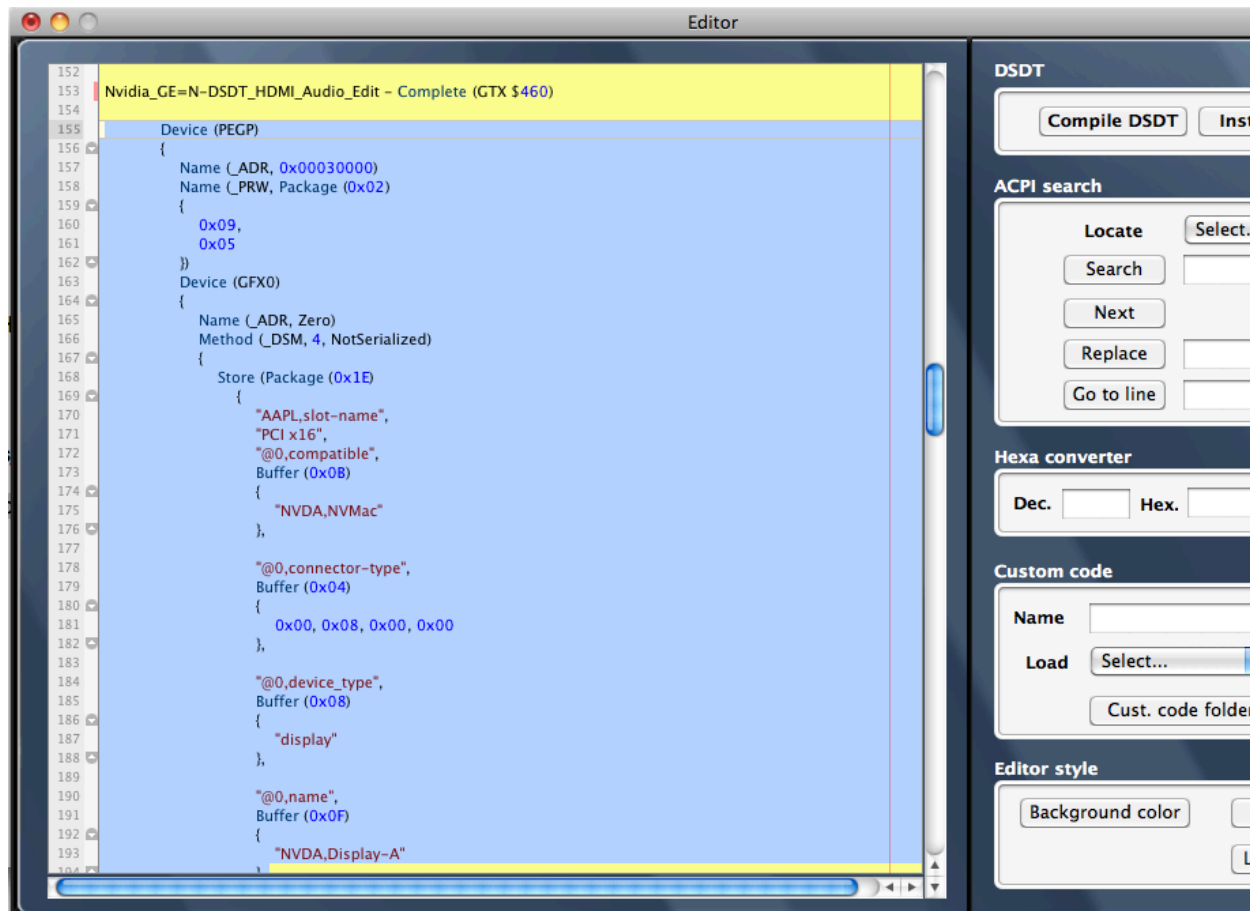 Editor
152
153 Nvidia_GE=N-DSDT_HDMI_Audio_Edit - Complete (GTX $460)
154
155 Device (PEGP)
156 {
157 Name (_ADR, 0x00030000)
158 Name (_PRW, Package (0x02)
159 {
160 0x09,
161 0x05
162 })
163 Device (GFX0)
164 {
165 Name (_ADR, Zero)
166 Method (_DSM, 4, NotSerialized)
167 {
168 Store (Package (0x1E)
169 {
170 "AAPL,slot-name",
171 "PCI x16",
172 "@0,compatible",
173 Buffer (0x0B)
174 {
175 "NVDA,NVMac"
176 },
177
178 "@0,connector-type",
179 Buffer (0x04)
180 {
181 0x00, 0x08, 0x00, 0x00
182 },
183
184 "@0,device_type",
185 Buffer (0x08)
186 {
187 "display"
188 },
189
190 "@0,name",
191 Buffer (0x0F)
192 {
193 "NVDA,Display-A"
194
DSDT
Compile DSDT Inst
ACPI search
Locate Select.
Search
Next
Replace
Go to line
Hexa converter
Dec. Hex.
Custom code
Name
Load Select...
Cust. code folder
Editor style
Background color
L